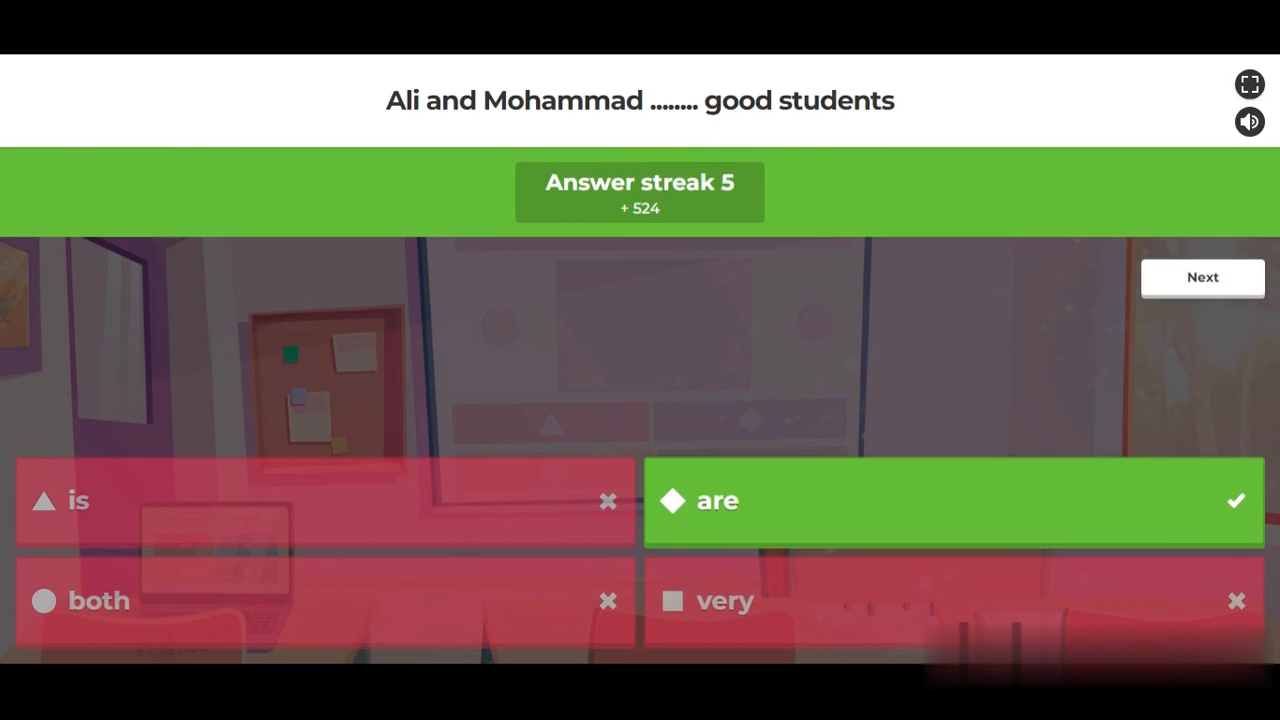 Ali and Mohammad ........ good students
Answer streak 5
+ 524
Next
is
are
both
very